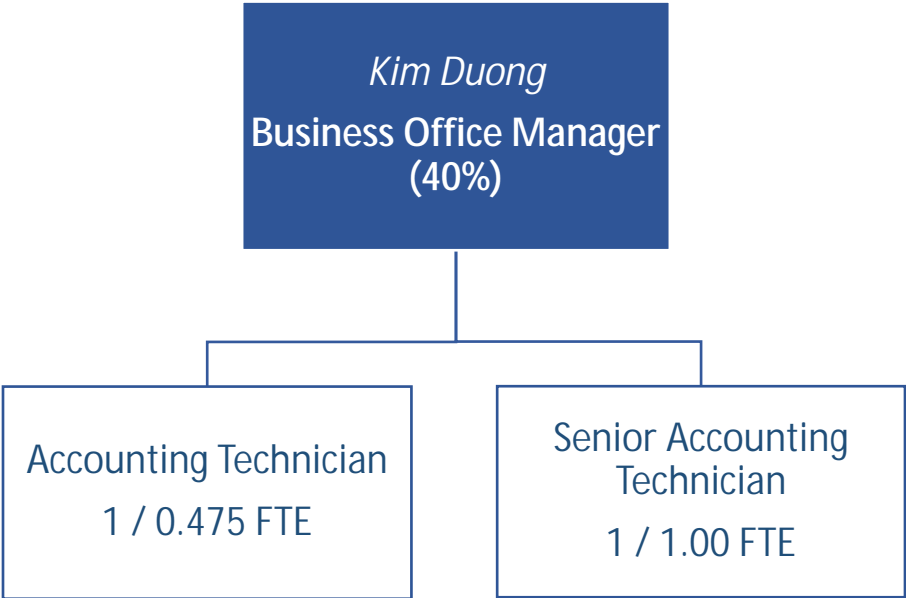 Kim Duong
Business Office Manager
(40%)
Accounting Technician
1 / 0.475 FTE
Senior Accounting
Technician
1 / 1.00 FTE